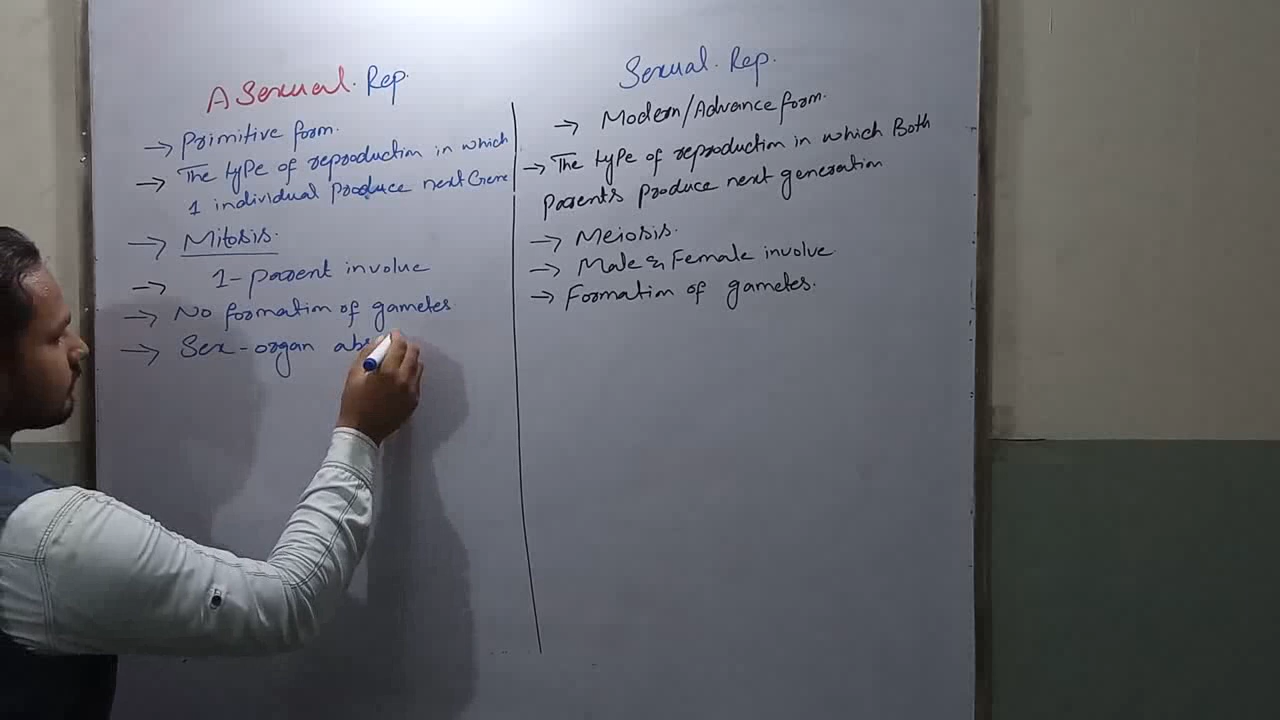 A Sexual. Rep.
→ Primitive form.
→ The type of reproduction in which
1 individual produce next Gene
→ Mitosis.
→ 1-parent involve
→ No formation of gametes.
→ Sex-organ abs
Sexual. Rep.
→ Modern/Advance form.
→ The type of reproduction in which Both
Parents produce next generation
→ Meiosis.
→ Male & Female involve
→ Formation of gametes.